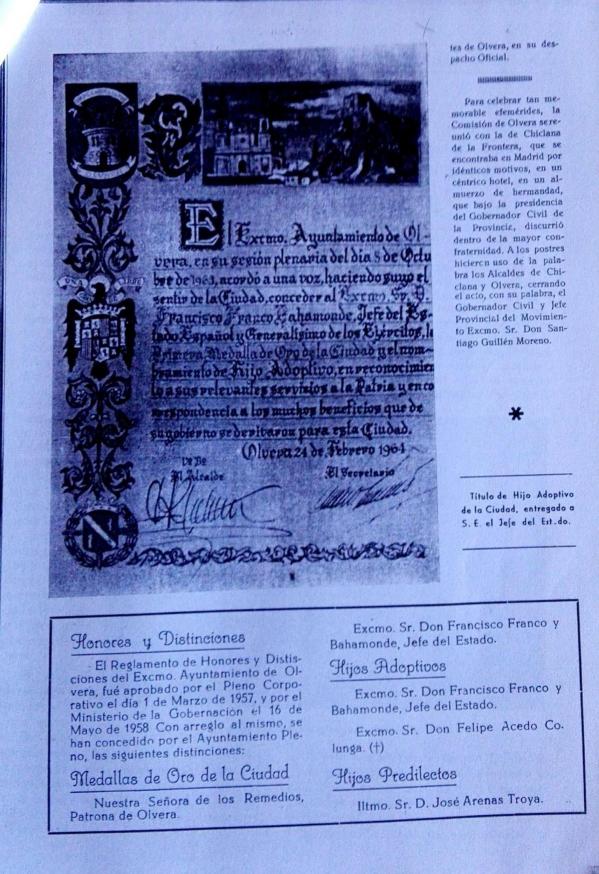 tes de Olvera, en su des-
pacho Oficial.
Para celebrar tan me-
morable efemérides, la
Comisión de Olvera se reu-
unió con la de Chiclana
de la Frontera, que se
encontraba en Madrid por
idénticos motivos, en un
céntrico hotel, en un al-
muerzo de hermandad,
que bajo la presidencia
del Gobernador Civil de
la Provincic, discurrió
dentro de la mayor con-
fraternidad. A los postres
hicieron uso de la pala-
bra los Alcaldes de Chi-
clana y Olvera, cerrando
el acto, con su palabra, el
Gobernador Civil y Jefe
Provincial del Movimien-
to Excmo. Sr. Don San-
tiago Guillén Moreno.
*
Título de Hijo Adoptivo
de la Ciudad, entregado a
S. E. el Jefe del Est.do.
El Excmo. Ayuntamiento de Ol-
vera, en su sesión plenaria del día 8 de Octu
bre de 1963, acordó a una voz, haciendo suyo el
sentir de la Ciudad, conceder al Excmo. Sr. D.
Francisco Franco Bahamonde, Jefe del Es-
tado Español y Generalísimo de los Ejércitos, la
Primera Medalla de Oro de la Ciudad y el nom-
bramiento de Hijo Adoptivo, en reconocimien
to a sus relevantes servicios a la Patria y en co
rrespondencia a los muchos beneficios que de
su gobierno se derivaron para esta Ciudad.
Olvera 24 de Febrero 1964
Vº Bº
El Alcalde
El Secretario
Honores y Distinciones
El Reglamento de Honores y Distin-
ciones del Excmo. Ayuntamiento de Ol-
vera, fué aprobado por el Pleno Corpo-
rativo el día 1 de Marzo de 1957, y por el
Ministerio de la Gobernación el 16 de
Mayo de 1958 Con arreglo al mismo, se
han concedido por el Ayuntamiento Ple-
no, las siguientes distinciones:
Medallas de Oro de la Ciudad
Nuestra Señora de los Remedios,
Patrona de Olvera.
Excmo. Sr. Don Francisco Franco y
Bahamonde, Jefe del Estado.
Hijos Adoptivos
Excmo. Sr. Don Francisco Franco y
Bahamonde, Jefe del Estado.
Excmo. Sr. Don Felipe Acedo Co-
lunga. (†)
Hijos Predilectos
Iltmo. Sr. D. José Arenas Troya.